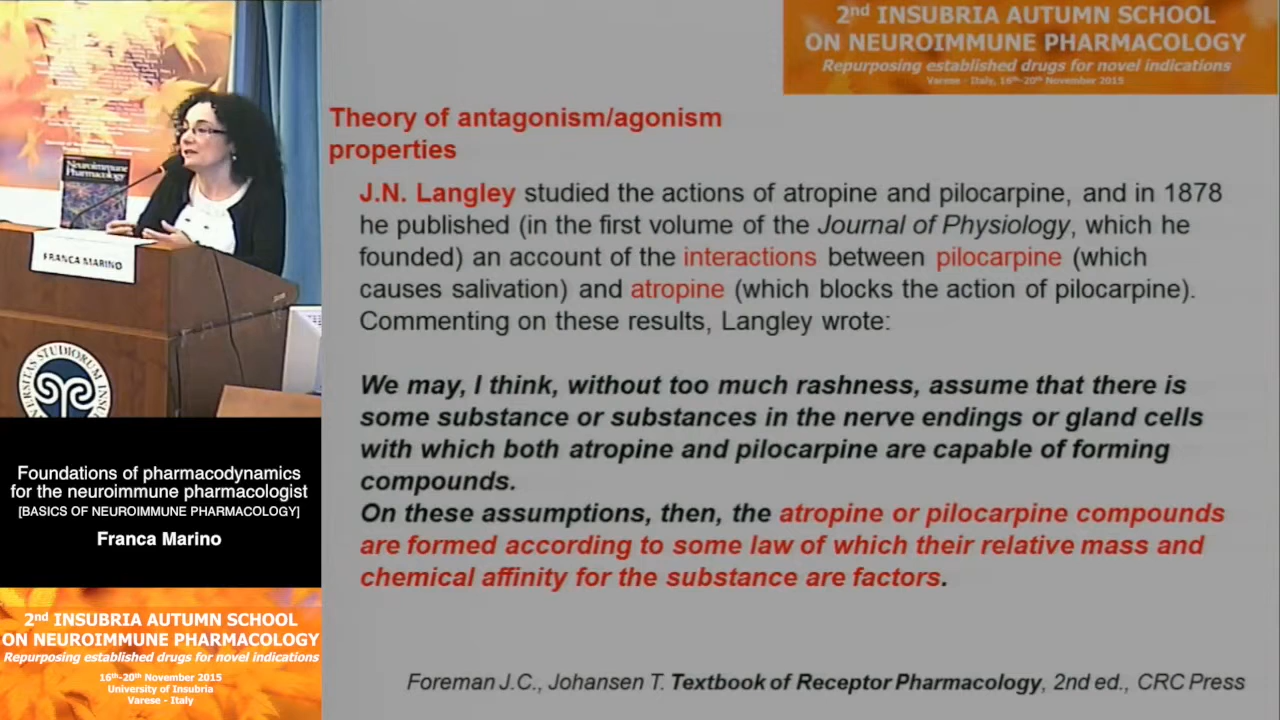 2nd INSUBRIA AUTUMN SCHOOL
ON NEUROIMMUNE PHARMACOLOGY
Repurposing established drugs for novel indications
Varese - Italy, 16th-20th November 2015
Theory of antagonism/agonism
properties
J.N. Langley studied the actions of atropine and pilocarpine, and in 1878
he published (in the first volume of the Journal of Physiology, which he
founded) an account of the interactions between pilocarpine (which
causes salivation) and atropine (which blocks the action of pilocarpine).
Commenting on these results, Langley wrote:
We may, I think, without too much rashness, assume that there is
some substance or substances in the nerve endings or gland cells
with which both atropine and pilocarpine are capable of forming
compounds.
On these assumptions, then, the atropine or pilocarpine compounds
are formed according to some law of which their relative mass and
chemical affinity for the substance are factors.
Foreman J.C., Johansen T. Textbook of Receptor Pharmacology, 2nd ed., CRC Press
Neuroimmune
Pharmacology
FRANCA MARINO
Foundations of pharmacodynamics
for the neuroimmune pharmacologist
[BASICS OF NEUROIMMUNE PHARMACOLOGY]
Franca Marino
2nd INSUBRIA AUTUMN SCHOOL
ON NEUROIMMUNE PHARMACOLOGY
Repurposing established drugs for novel indications
16th-20th November 2015
University of Insubria
Varese - Italy